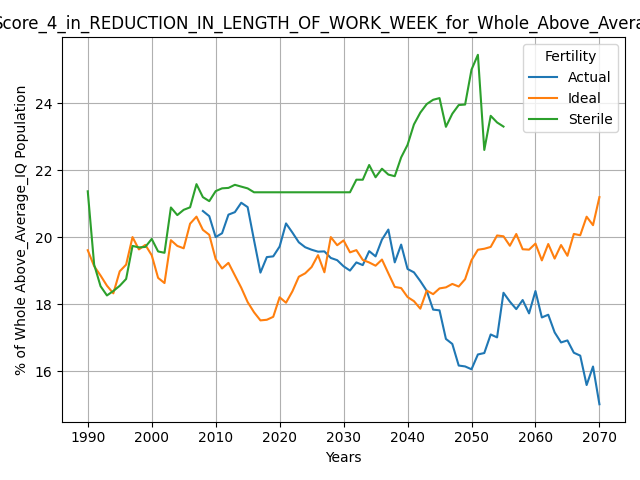 Score_4_in_REDUCTION_IN_LENGTH_OF_WORK_WEEK_for_Whole_Above_Avera
% of Whole Above_Average_IQ Population
24
22
20
18
16
Fertility
Actual
Ideal
Sterile
1990 2000 2010 2020 2030 2040 2050 2060 2070
Years